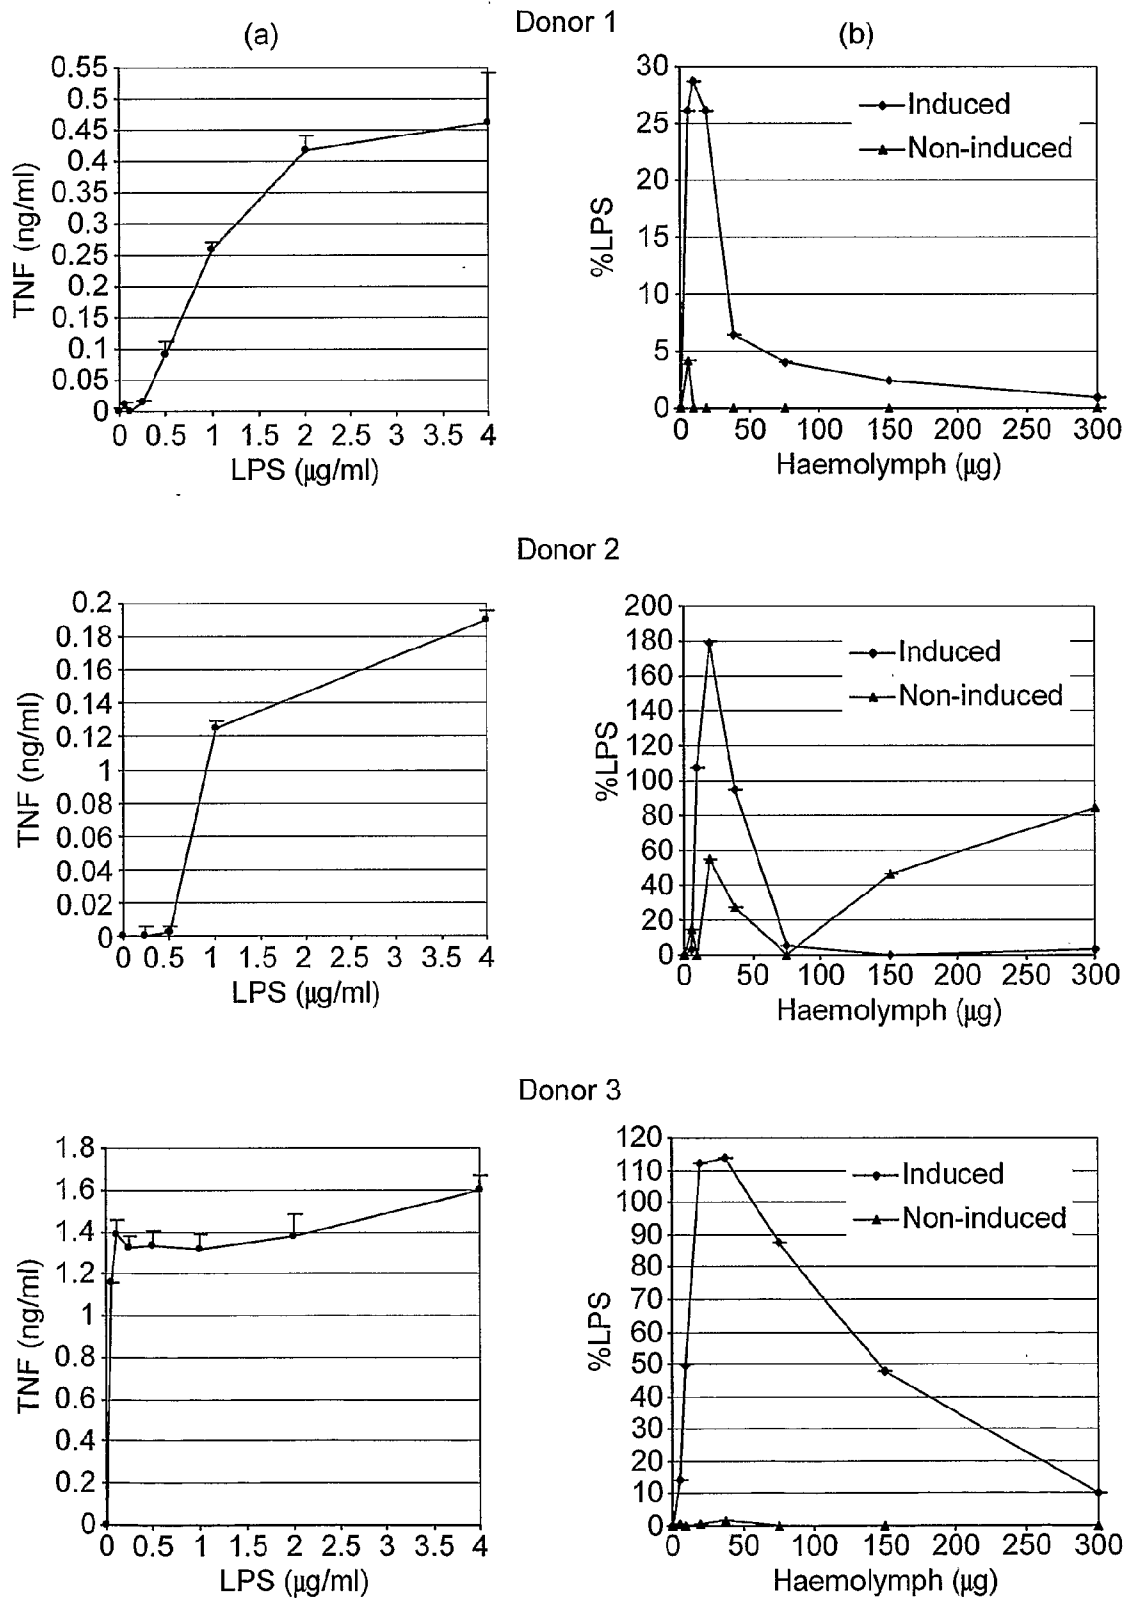 Donor 1
(a)
(b)
0.55
0.5
0.45
0.4
0.35
0.3
0.25
0.2
0.15
0.1
0.05
0
TNF (ng/ml)
0 0.5 1 1.5 2 2.5 3 3.5 4
LPS (µg/ml)
30
25
20
15
10
5
0
%LPS
Induced
Non-induced
0 50 100 150 200 250 300
Haemolymph (µg)
Donor 2
0.2
0.18
0.16
0.14
0.12
1
0.08
0.06
0.04
0.02
0
TNF (ng/ml)
0 0.5 1 1.5 2 2.5 3 3.5 4
LPS (µg/ml)
200
180
160
140
120
100
80
60
40
20
0
%LPS
Induced
Non-induced
0 50 100 150 200 250 300
Haemolymph (µg)
Donor 3
1.8
1.6
1.4
1.2
1
0.8
0.6
0.4
0.2
0
TNF (ng/ml)
0 0.5 1 1.5 2 2.5 3 3.5 4
LPS (µg/ml)
120
110
100
90
80
70
60
50
40
30
20
10
0
%LPS
Induced
Non-induced
0 50 100 150 200 250 300
Haemolymph (µg)